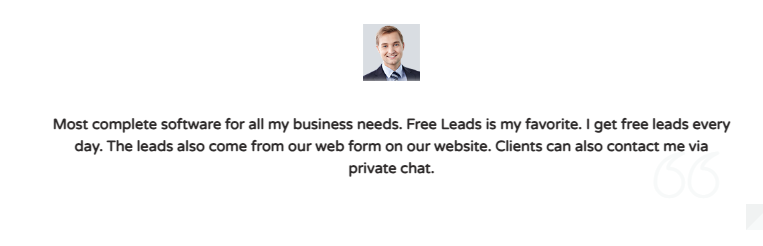 Most complete software for all my business needs. Free Leads is my favorite. I get free leads every
day. The leads also come from our web form on our website. Clients can also contact me via
private chat.